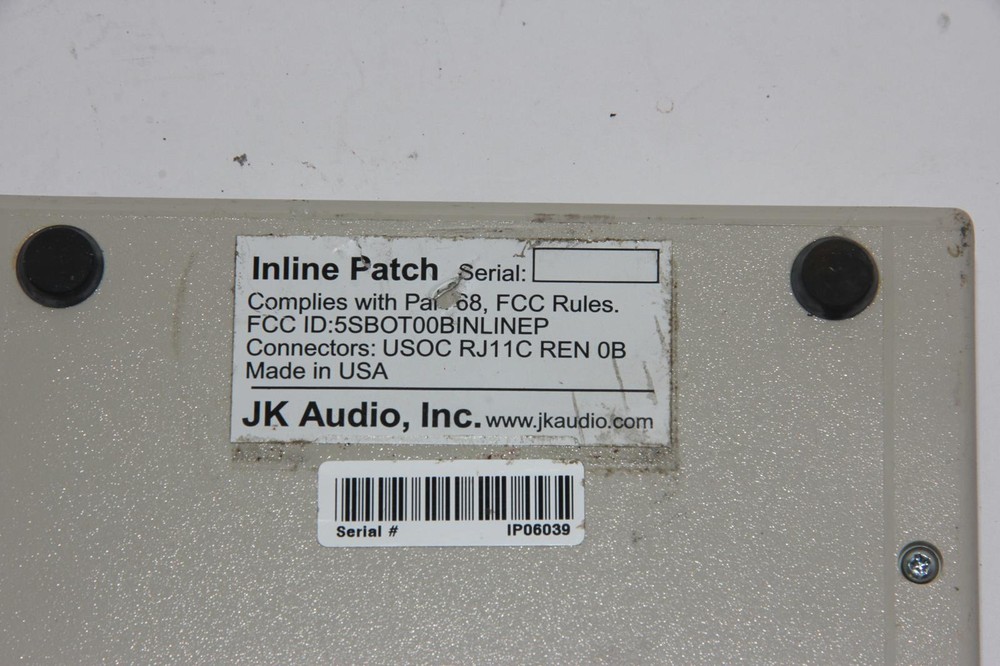 Inline Patch Serial:
Complies with Part 68, FCC Rules.
FCC ID:5SBOT00BINLINEP
Connectors: USOC RJ11C REN 0B
Made in USA
JK Audio, Inc. www.jkaudio.com
Serial # IP06039